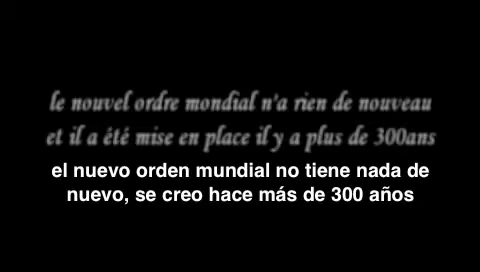 le nouvel ordre mondial n'a rien de nouveau
et il a été mise en place il y a plus de 300ans
el nuevo orden mundial no tiene nada de
nuevo, se creo hace más de 300 años